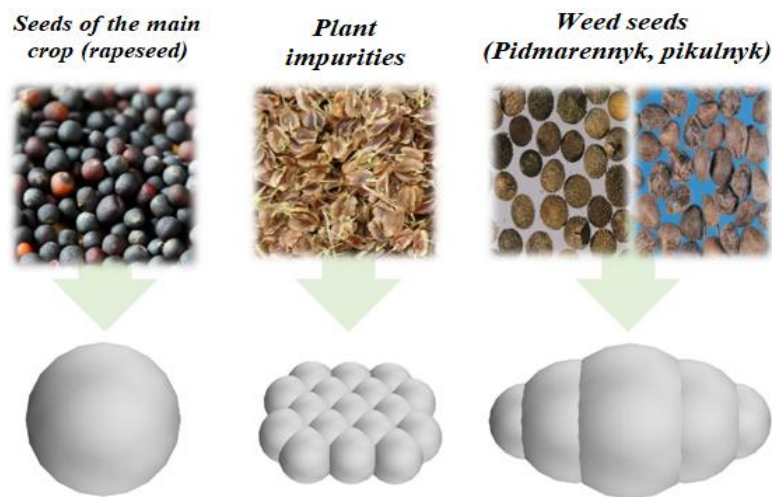 Seeds of the main
crop (rapeseed)
Plant
impurities
Weed seeds
(Pidmarennyk, pikulnyk)